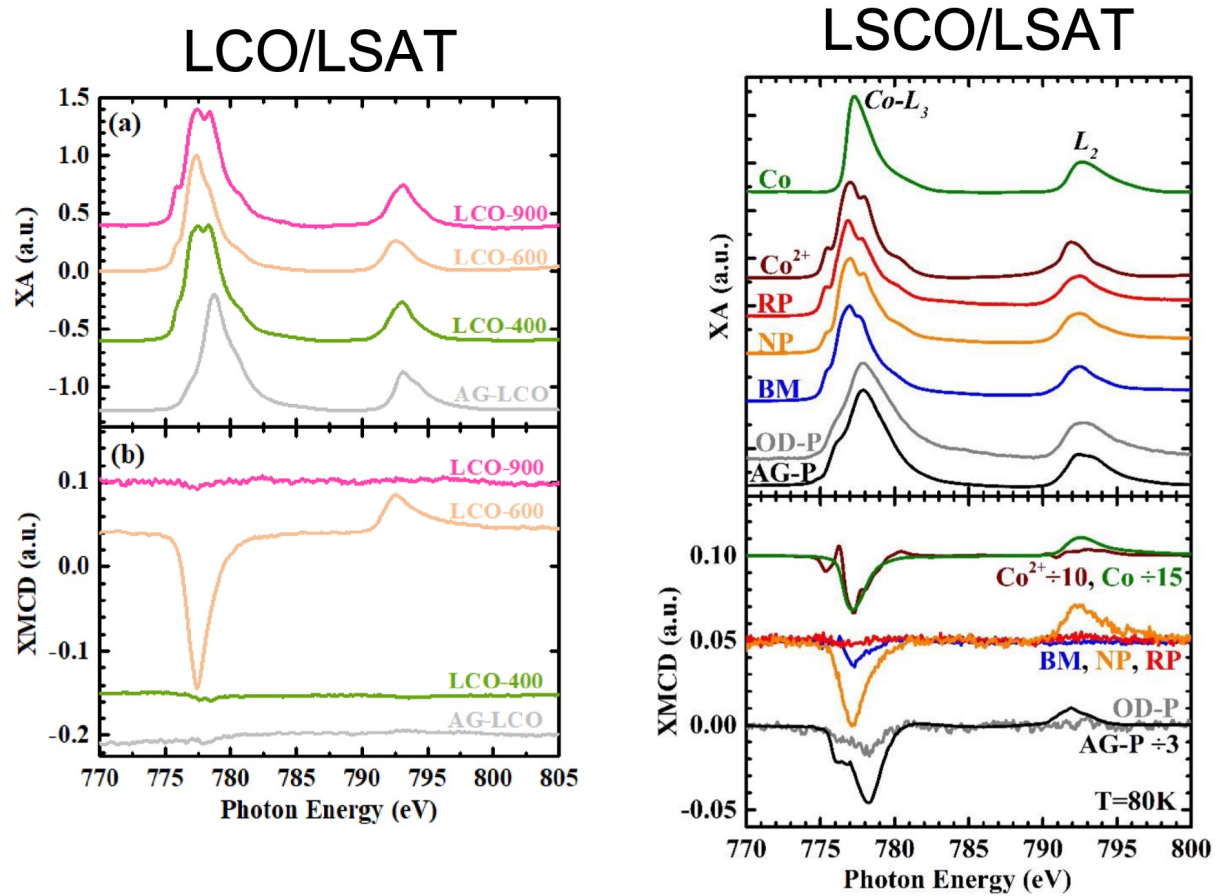 LCO/LSAT
1.5
1.0
0.5
0.0
-0.5
-1.0
XA (a.u.)
(a)
LCO-900
LCO-600
LCO-400
AG-LCO
0.1
0.0
-0.1
-0.2
XMCD (a.u.)
(b)
LCO-900
LCO-600
LCO-400
AG-LCO
770 775 780 785 790 795 800 805
Photon Energy (eV)
LSCO/LSAT
XA (a.u.)
Co-L3
L2
Co
Co2+
RP
NP
BM
OD-P
AG-P
0.10
0.05
0.00
-0.05
XMCD (a.u.)
Co2+÷10, Co ÷15
BM, NP, RP
OD-P
AG-P ÷3
T=80K
770 775 780 785 790 795 800
Photon Energy (eV)